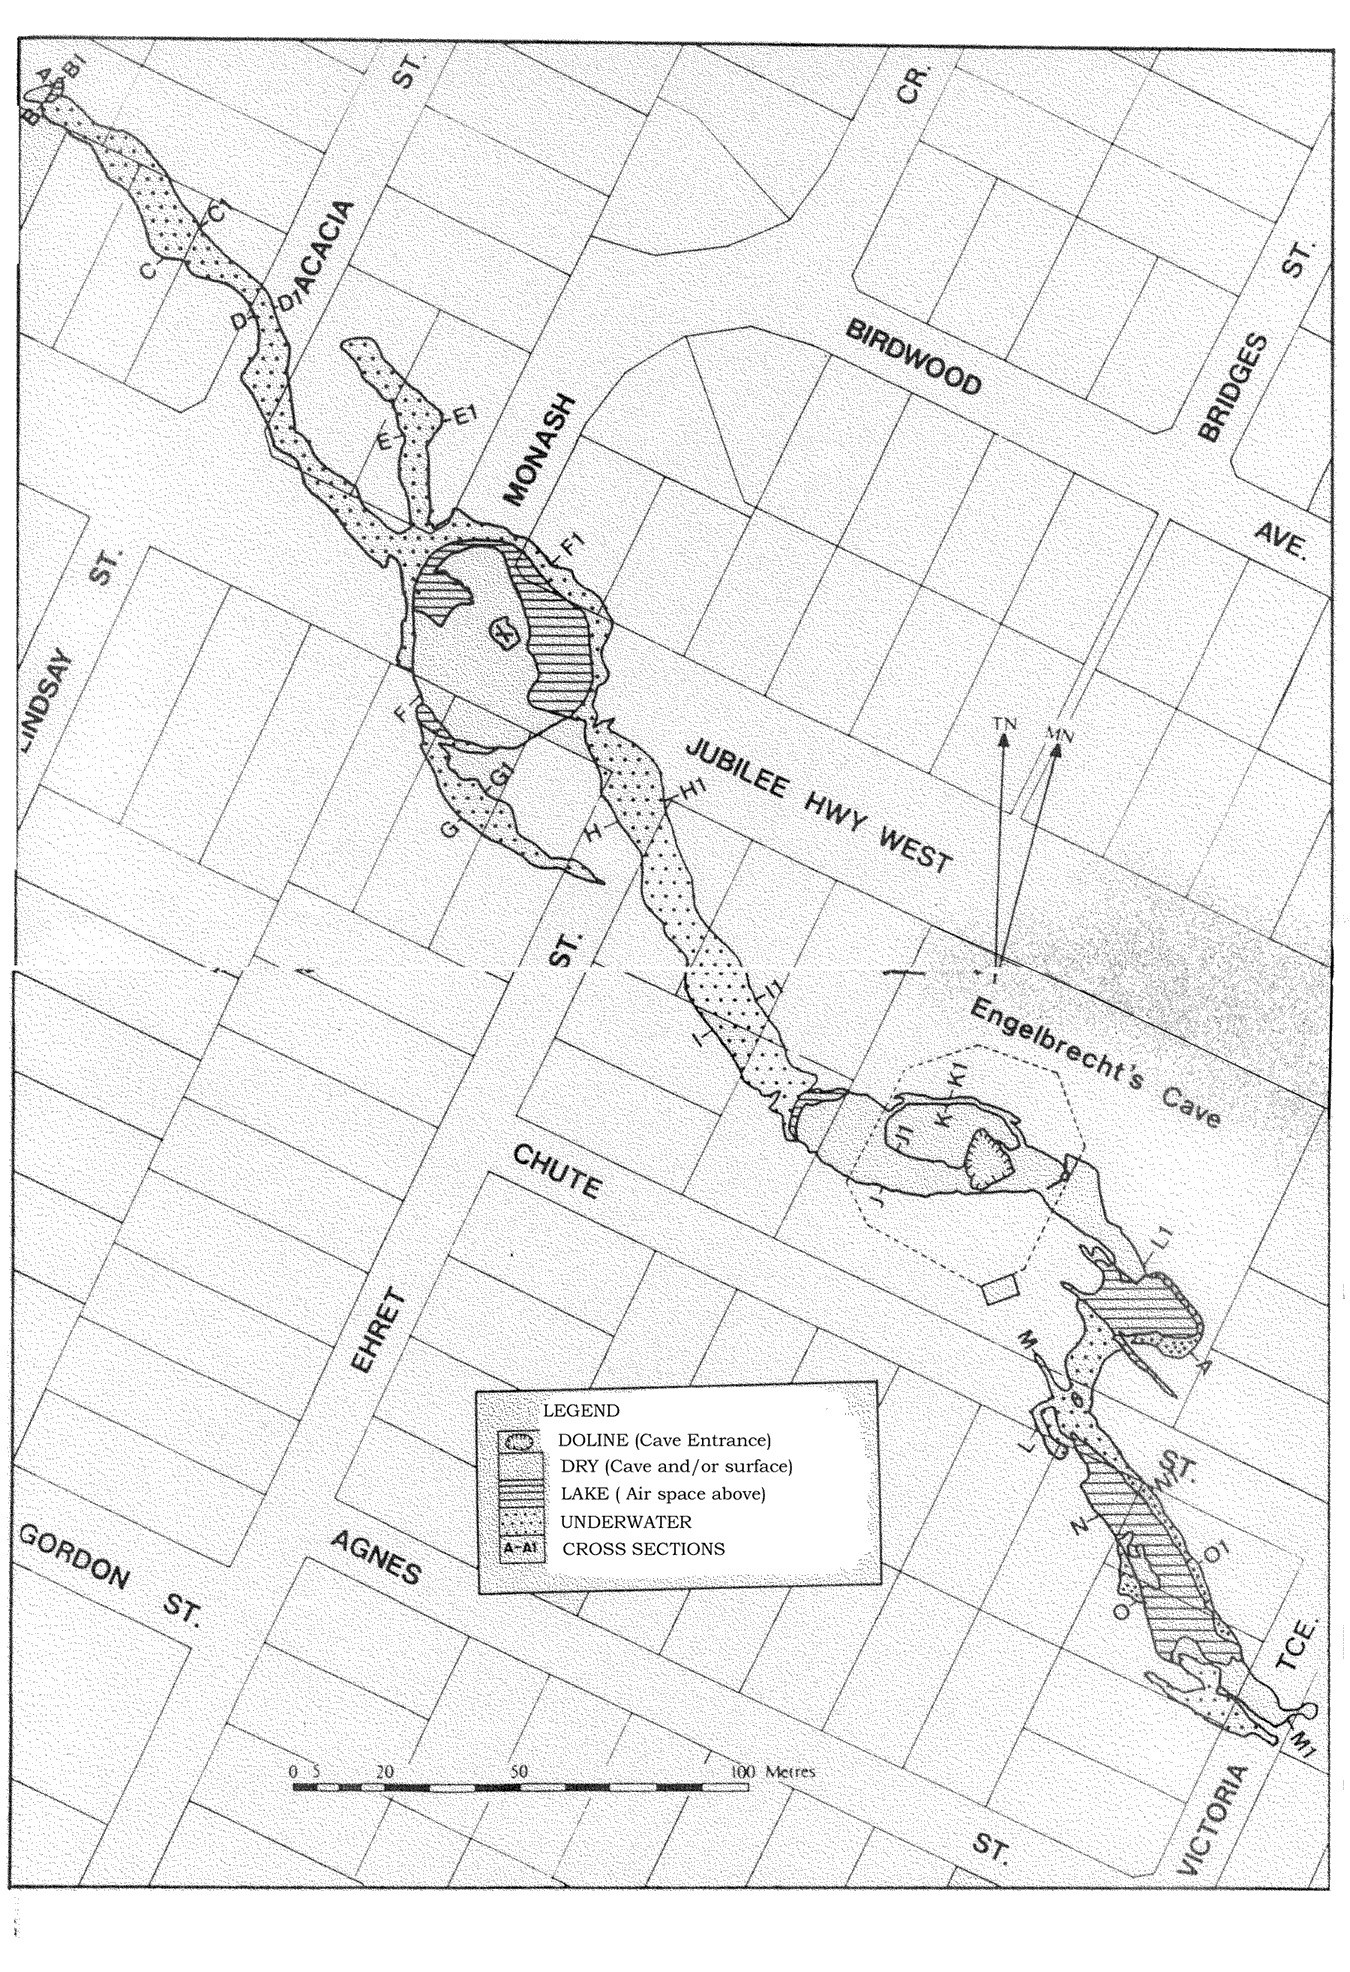 ST.
CR.
A
B1
B
C1
C
ACACIA
ST.
D1
D
BIRDWOOD
BRIDGES
E1
E
MONASH
AVE.
F1
ST.
LINDSAY
F
TN
MN
JUBILEE HWY WEST
G1
G
H1
H
ST.
I1
I
Engelbrecht's Cave
K1
K
J1
J
CHUTE
L1
M
A
EHRET
L
ST.
N1
N
O1
O
LEGEND
DOLINE (Cave Entrance)
DRY (Cave and/or surface)
LAKE ( Air space above)
UNDERWATER
A-A1 CROSS SECTIONS
GORDON ST.
AGNES
TCE.
M1
0 5 20 50 100 Metres
VICTORIA
ST.